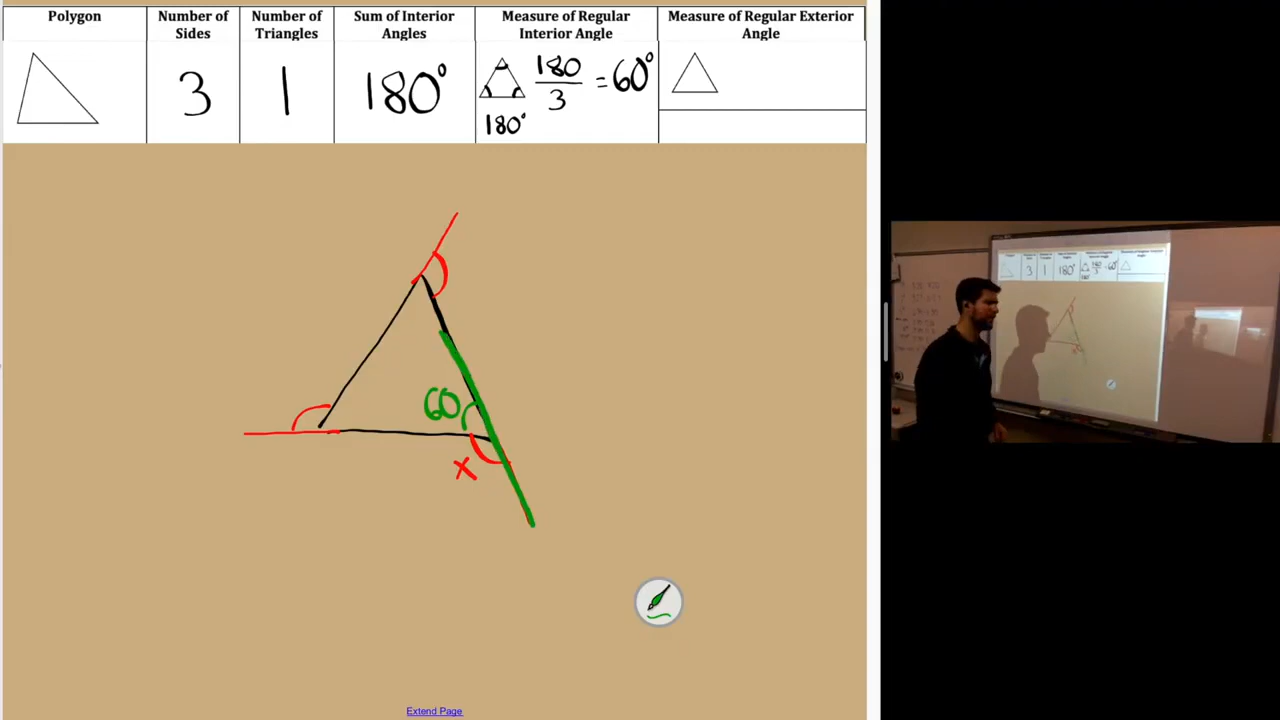 Polygon
Number of
Sides
Number of
Triangles
Sum of Interior
Angles
Measure of Regular
Interior Angle
Measure of Regular Exterior
Angle
3
1
180°
180/3 = 60°
180°
60
x
Extend Page